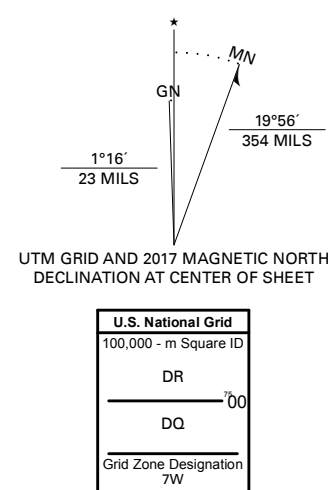 ★
MN
GN
19°56´
354 MILS
1°16´
23 MILS
UTM GRID AND 2017 MAGNETIC NORTH
DECLINATION AT CENTER OF SHEET
U.S. National Grid
100,000 - m Square ID
DR
7500
DQ
Grid Zone Designation
7W